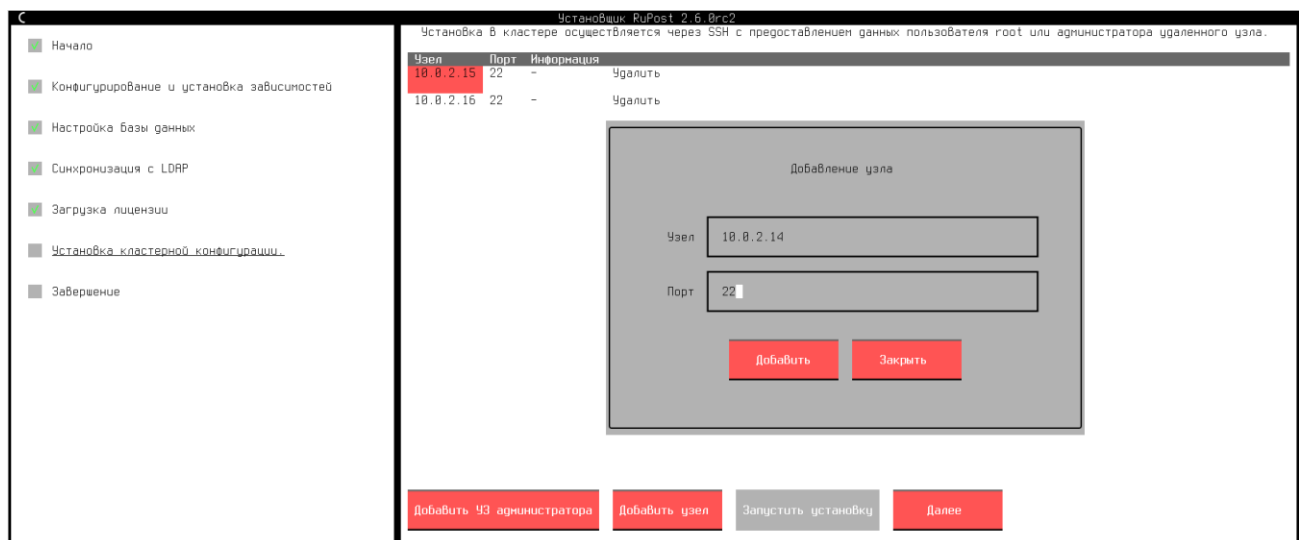 Установщик RuPost 2.6.0rc2
Начало
Конфигурирование и установка зависимостей
Настройка базы данных
Синхронизация с LDAP
Загрузка лицензии
Установка кластерной конфигурации.
Завершение
Установка в кластере осуществляется через SSH с предоставлением данных пользователя root или администратора удаленного узла.
Узел Порт Информация
10.0.2.15 22 - Удалить
10.0.2.16 22 - Удалить
Добавление узла
Узел 10.0.2.14
Порт 22
Добавить Закрыть
Добавить УЗ администратора Добавить узел Запустить установку Далее